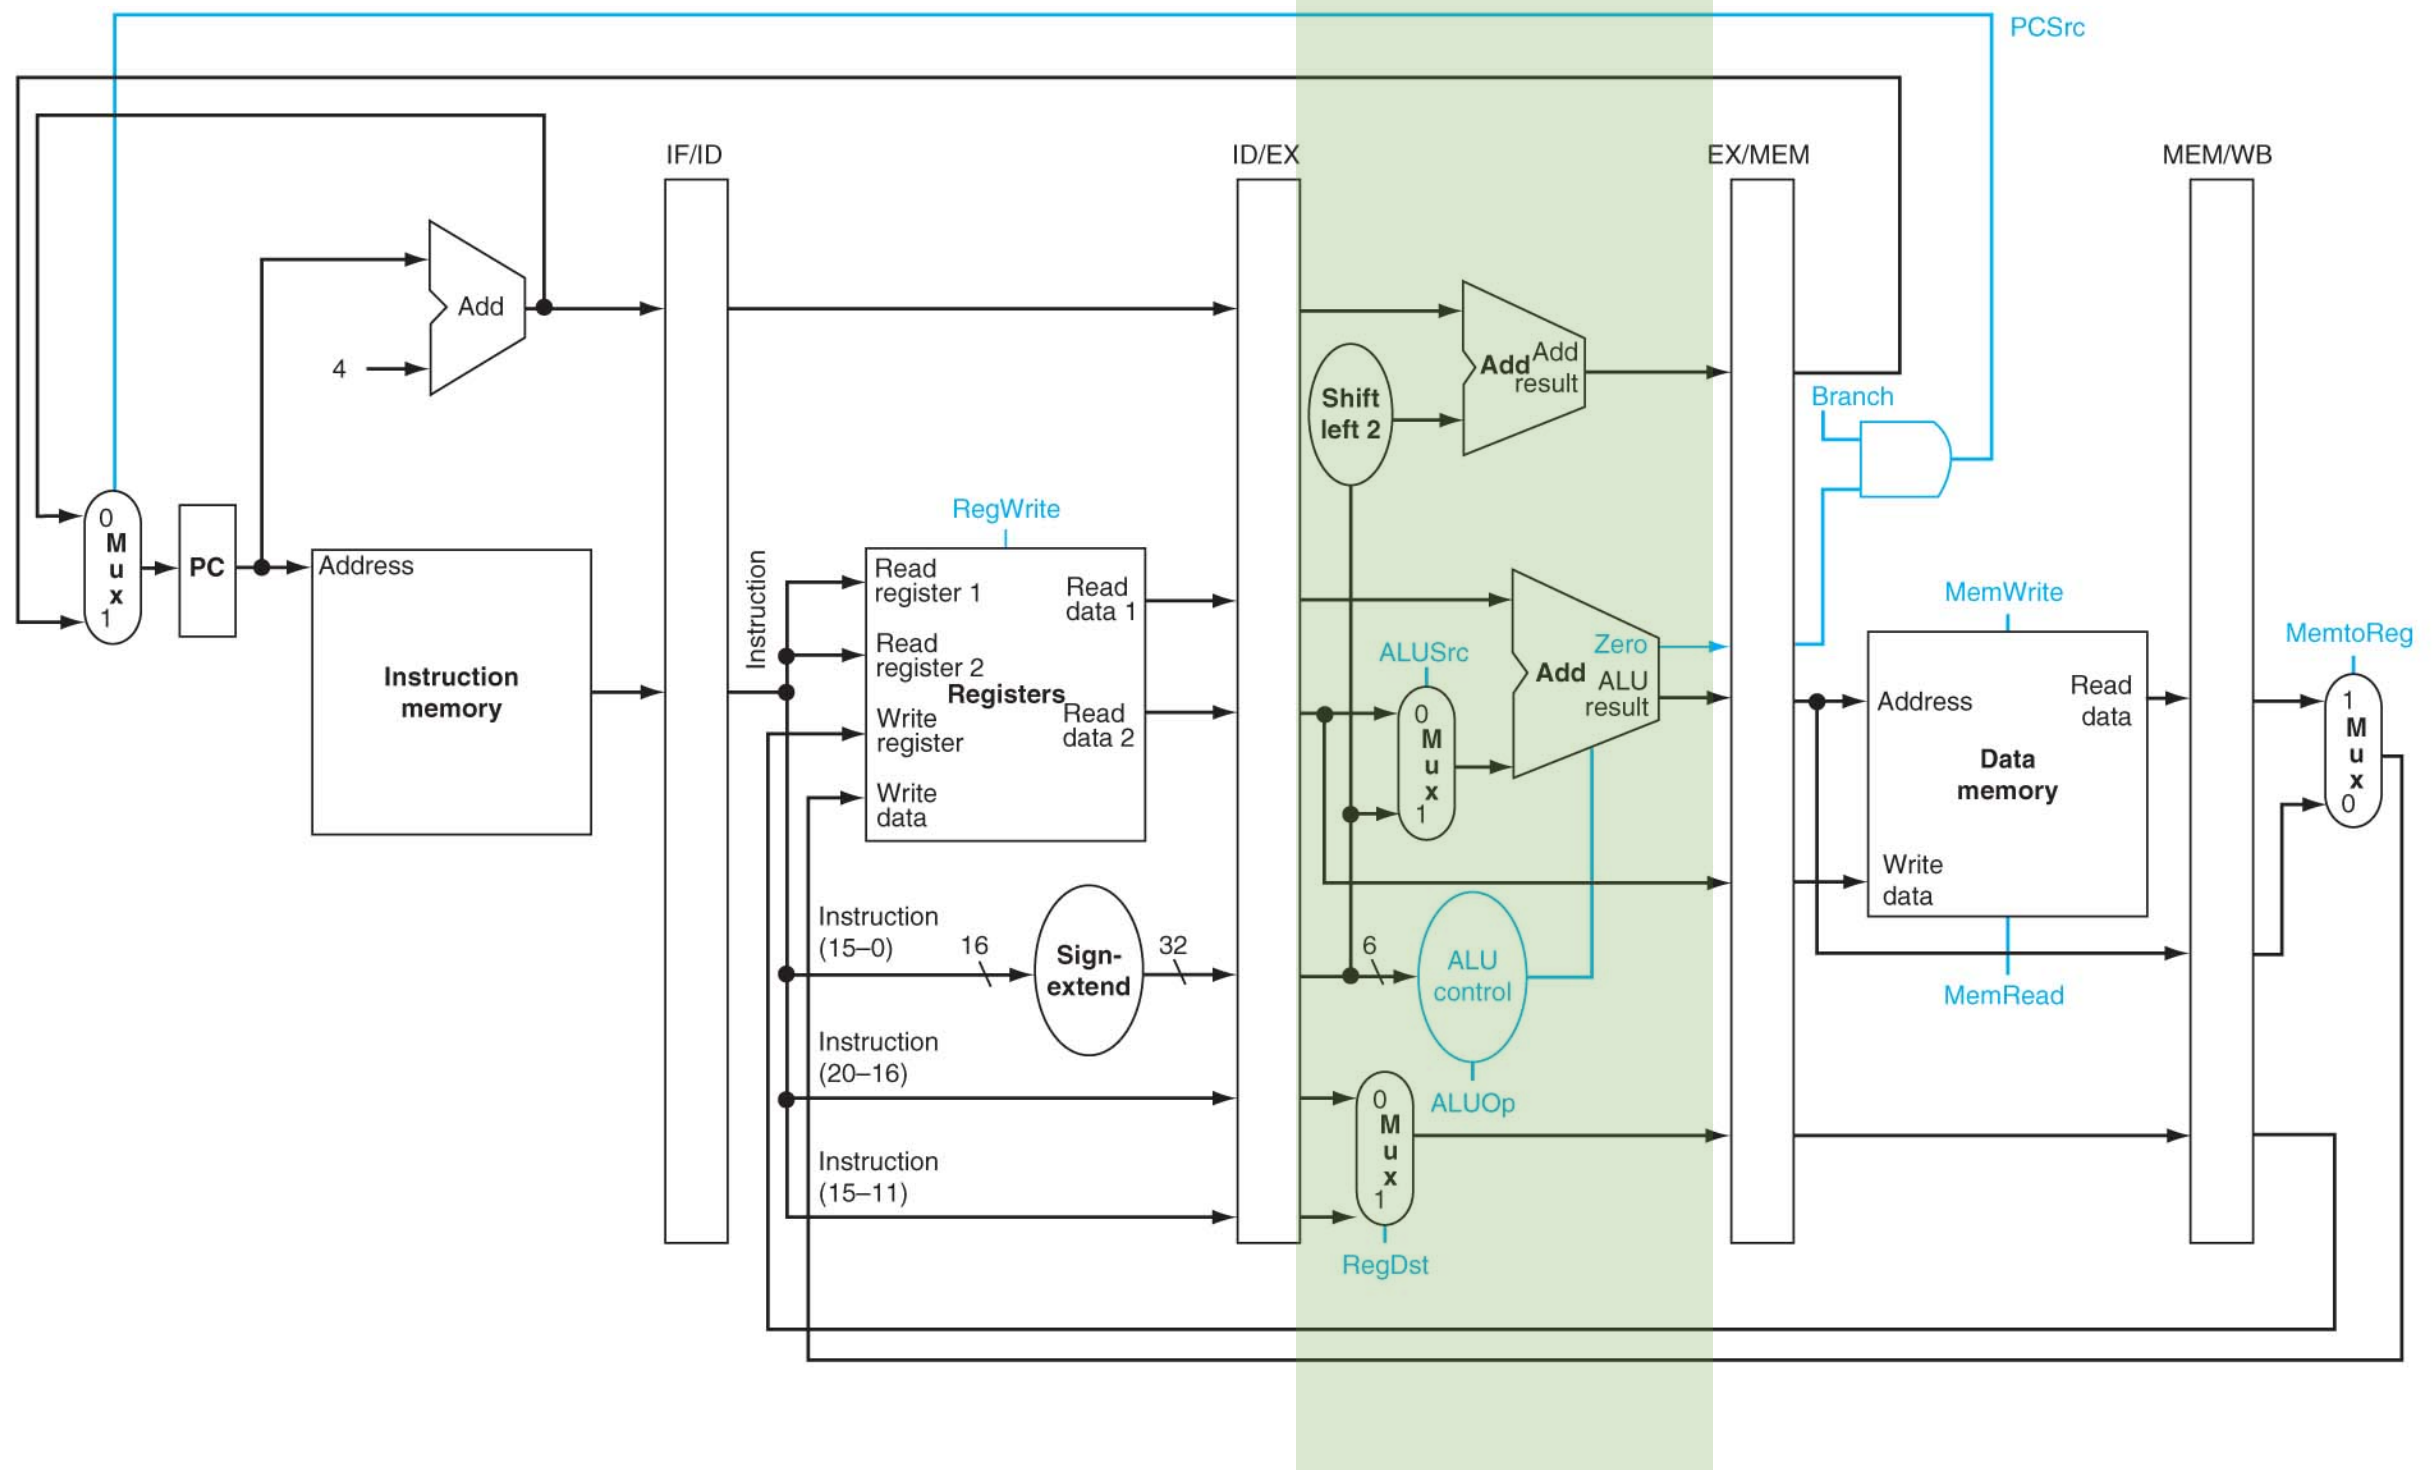 PCSrc
IF/ID
ID/EX
EX/MEM
MEM/WB
Add
4
Add
Add
result
Shift
left 2
Branch
0
M
u
x
1
PC
Address
Instruction
memory
Instruction
RegWrite
Read
register 1
Read
register 2
Write
register
Write
data
Registers
Read
data 1
Read
data 2
ALUSrc
0
M
u
x
1
Zero
Add
ALU
result
MemWrite
Address
Read
data
Data
memory
Write
data
MemRead
MemtoReg
1
M
u
x
0
Instruction
(15–0)
16
Sign-
extend
32
6
ALU
control
ALUOp
Instruction
(20–16)
Instruction
(15–11)
0
M
u
x
1
RegDst